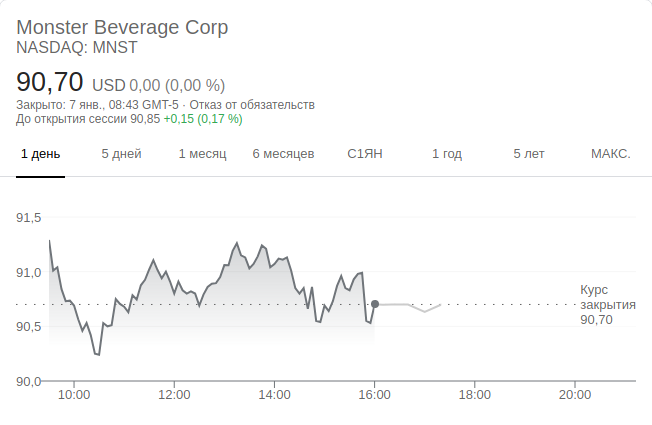 Monster Beverage Corp
NASDAQ: MNST
90,70 USD 0,00 (0,00 %)
Закрыто: 7 янв., 08:43 GMT-5 · Отказ от обязательств
До открытия сессии 90,85 +0,15 (0,17 %)
1 день 5 дней 1 месяц 6 месяцев С1ЯН 1 год 5 лет МАКС.
91,5
91,0
Курс
закрытия
90,70
90,5
90,0
10:00 12:00 14:00 16:00 18:00 20:00